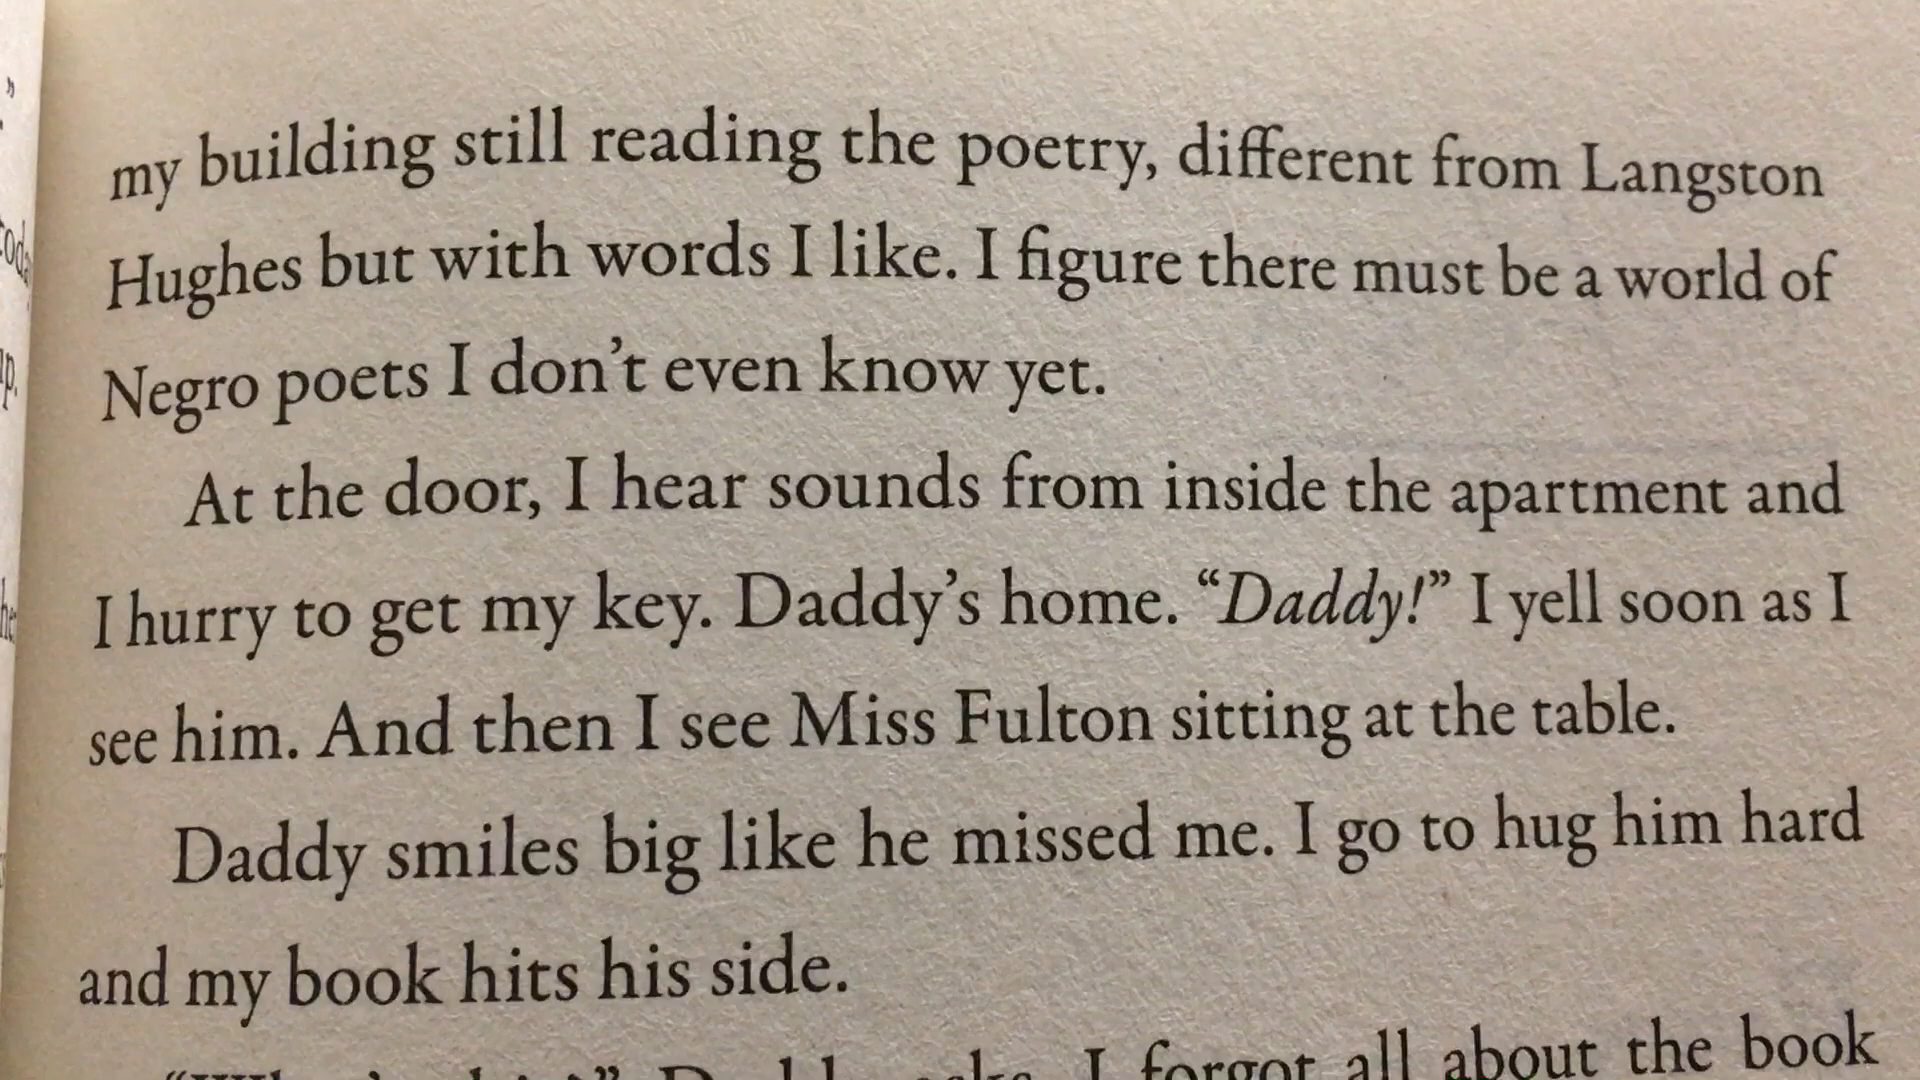 my building still reading the poetry, different from Langston
Hughes but with words I like. I figure there must be a world of
Negro poets I don’t even know yet.
At the door, I hear sounds from inside the apartment and
I hurry to get my key. Daddy’s home. “Daddy!” I yell soon as I
see him. And then I see Miss Fulton sitting at the table.
Daddy smiles big like he missed me. I go to hug him hard
and my book hits his side.
I forgot all about the book